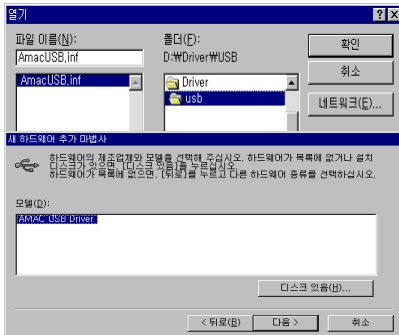 열기
파일 이름(N):
폴더(F):
AmacUSB.inf
D:\Driver\USB
확인
AmacUSB.inf
Driver
취소
usb
네트워크(E)...
새 하드웨어 추가 마법사
하드웨어의 제조업체와 모델을 선택해 주십시오. 하드웨어가 목록에 없거나 설치
디스크가 있으면, [디스크 있음]를 누르십시오.
하드웨어가 목록에 없으면, [뒤로]를 누르고 다른 하드웨어 종류를 선택하십시오.
모델(D):
AMAC USB Driver
디스크 있음(H)...
< 뒤로(B)
다음 >
취소